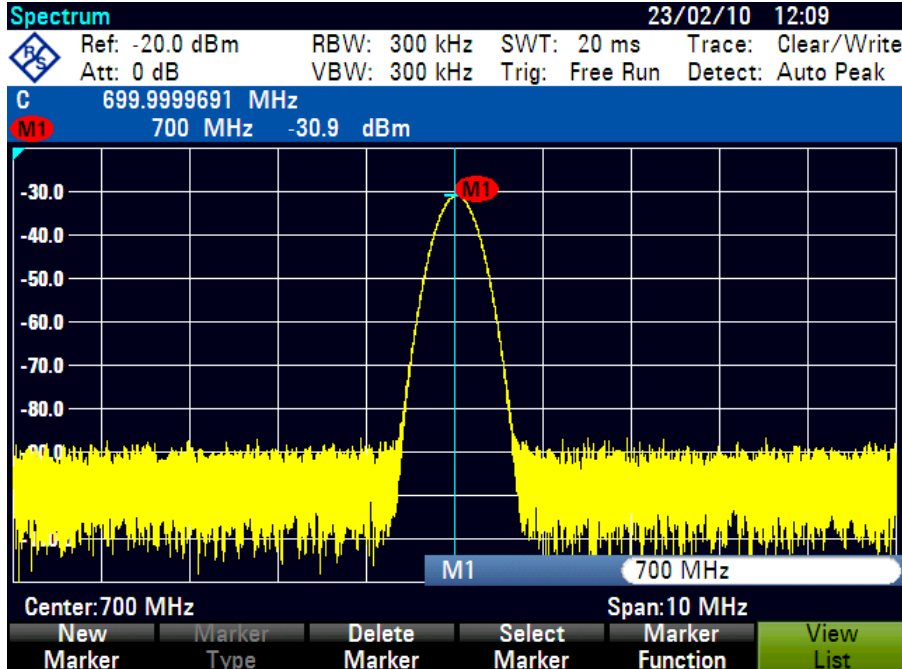 Spectrum 23/02/10 12:09
R&S Ref: -20.0 dBm RBW: 300 kHz SWT: 20 ms Trace: Clear/Write
Att: 0 dB VBW: 300 kHz Trig: Free Run Detect: Auto Peak
C 699.9999691 MHz
M1 700 MHz -30.9 dBm
M1
-30.0
-40.0
-50.0
-60.0
-70.0
-80.0
M1 700 MHz
Center:700 MHz Span:10 MHz
New Marker
Marker Type
Delete Marker
Select Marker
Marker Function
View List